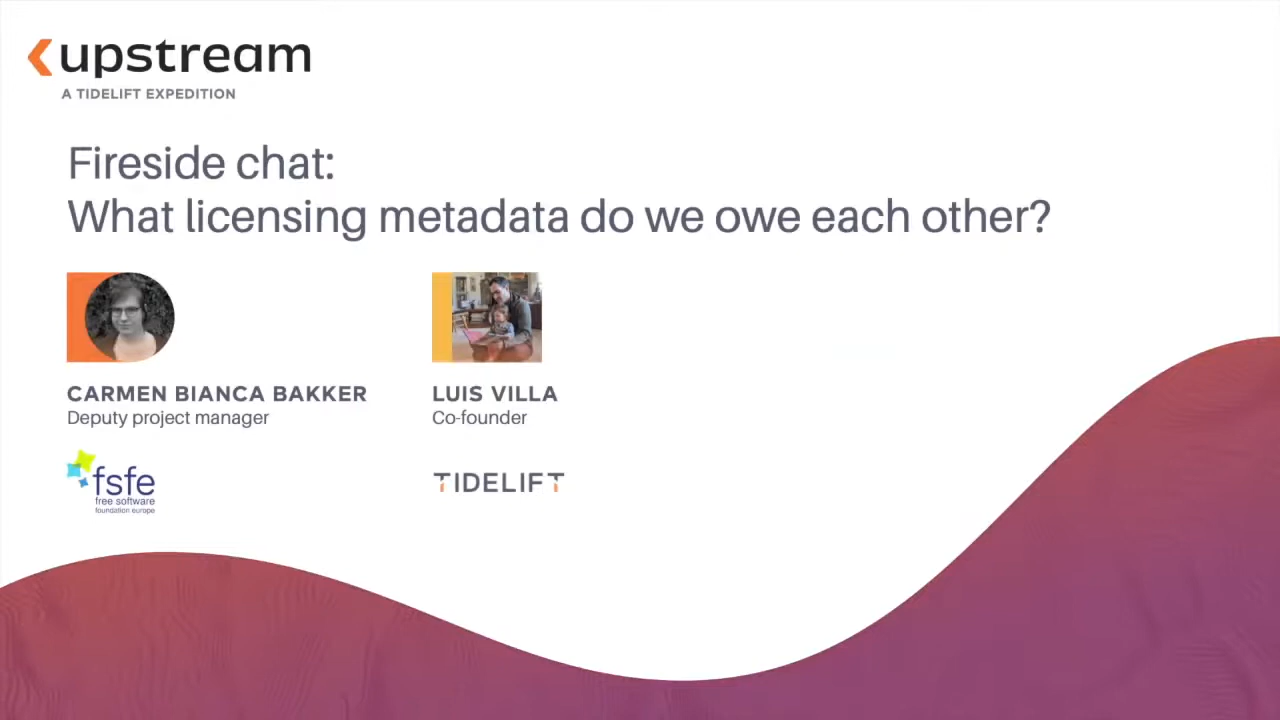 upstream
A TIDELIFT EXPEDITION
Fireside chat:
What licensing metadata do we owe each other?
CARMEN BIANCA BAKKER
Deputy project manager
fsfe
free software
foundation europe
LUIS VILLA
Co-founder
TIDELIFT